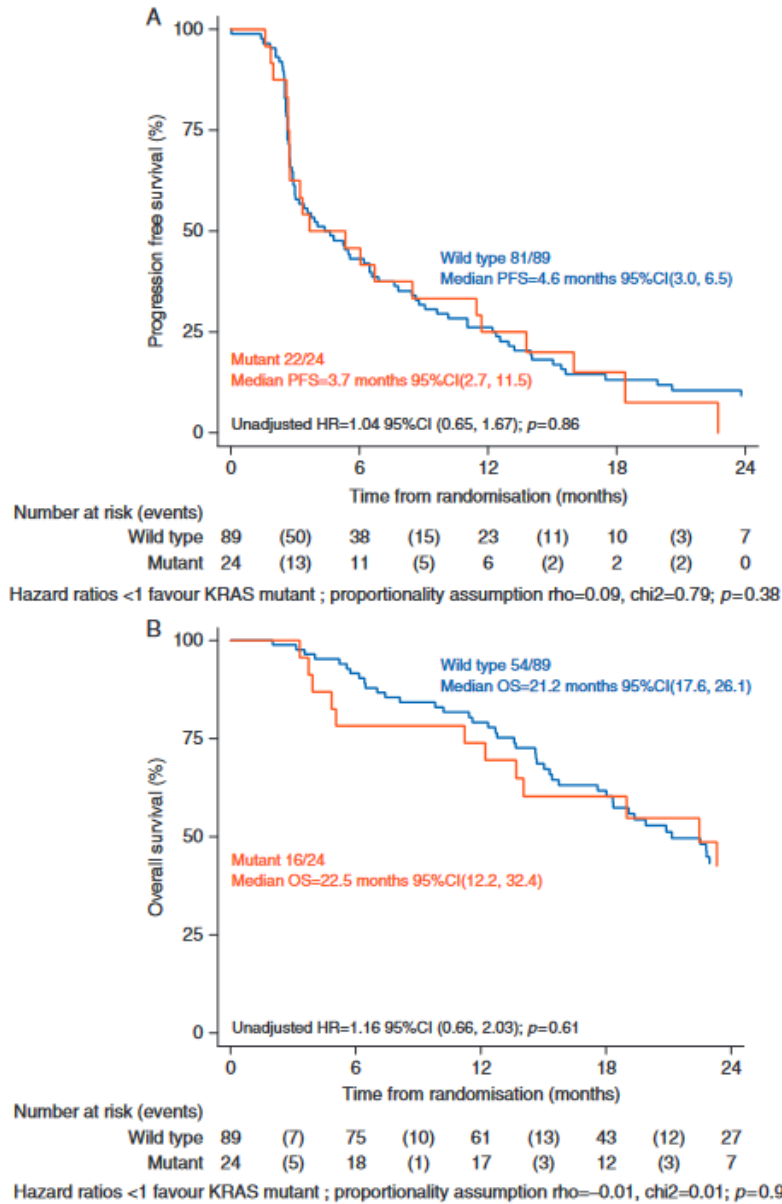 A
100
75
50
25
0
Progression free survival (%)
Wild type 81/89
Median PFS=4.6 months 95%CI(3.0, 6.5)
Mutant 22/24
Median PFS=3.7 months 95%CI(2.7, 11.5)
Unadjusted HR=1.04 95%CI (0.65, 1.67); p=0.86
0 6 12 18 24
Time from randomisation (months)
Number at risk (events)
Wild type 89 (50) 38 (15) 23 (11) 10 (3) 7
Mutant 24 (13) 11 (5) 6 (2) 2 (2) 0
Hazard ratios <1 favour KRAS mutant ; proportionality assumption rho=0.09, chi2=0.79; p=0.38
B
100
75
50
25
0
Overall survival (%)
Wild type 54/89
Median OS=21.2 months 95%CI(17.6, 26.1)
Mutant 16/24
Median OS=22.5 months 95%CI(12.2, 32.4)
Unadjusted HR=1.16 95%CI (0.66, 2.03); p=0.61
0 6 12 18 24
Time from randomisation (months)
Number at risk (events)
Wild type 89 (7) 75 (10) 61 (13) 43 (12) 27
Mutant 24 (5) 18 (1) 17 (3) 12 (3) 7
Hazard ratios <1 favour KRAS mutant ; proportionality assumption rho=–0.01, chi2=0.01; p=0.9